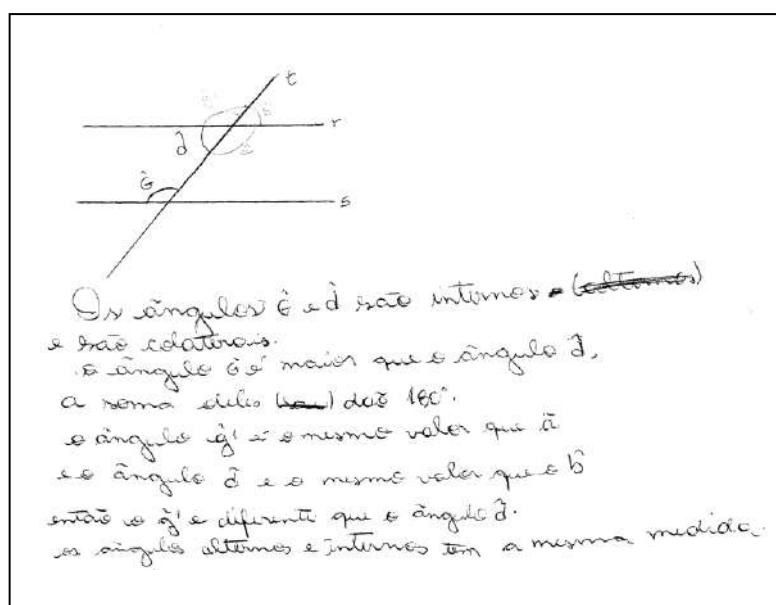 t
r
d̂
Ĝ
s
Os ângulos Ĝ e d̂ são internos
e são colaterais.
o ângulo Ĝ é maior que o ângulo d̂,
a soma deles dão 180°.
o ângulo ĝ' é o mesmo valor que â
e o ângulo d̂ e o mesmo valor que o b̂
então o ĝ' e diferente que o ângulo d̂.
os ângulos alternos e internos tem a mesma medida.